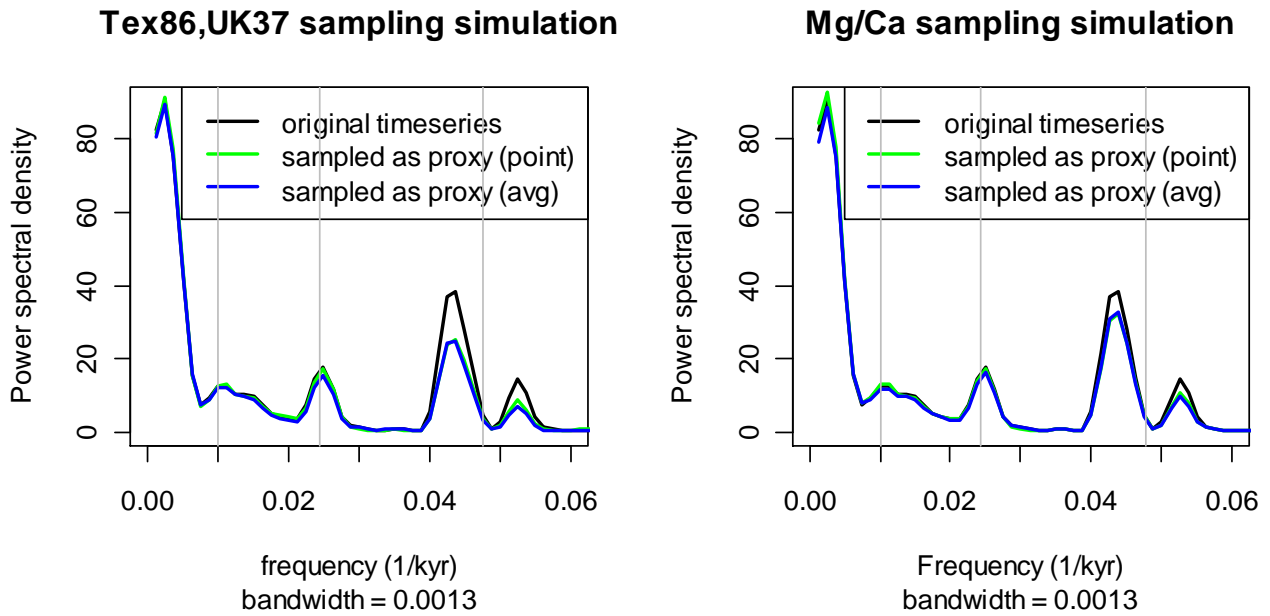 Tex86,UK37 sampling simulation
Power spectral density
80
60
40
20
0
original timeseries
sampled as proxy (point)
sampled as proxy (avg)
0.00
0.02
0.04
0.06
frequency (1/kyr)
bandwidth = 0.0013
Mg/Ca sampling simulation
Power spectral density
80
60
40
20
0
original timeseries
sampled as proxy (point)
sampled as proxy (avg)
0.00
0.02
0.04
0.06
Frequency (1/kyr)
bandwidth = 0.0013